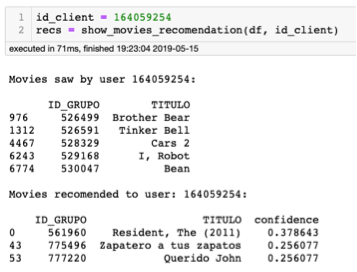 1 id_client = 164059254
2 recs = show_movies_recomendation(df, id_client)
executed in 71ms, finished 19:23:04 2019-05-15
Movies saw by user 164059254:
ID_GRUPO TITULO
976 526499 Brother Bear
1312 526591 Tinker Bell
4467 528329 Cars 2
6243 529168 I, Robot
6774 530047 Bean
Movies recomended to user: 164059254:
ID_GRUPO TITULO confidence
0 561960 Resident, The (2011) 0.378643
43 775496 Zapatero a tus zapatos 0.256077
53 777220 Querido John 0.256077